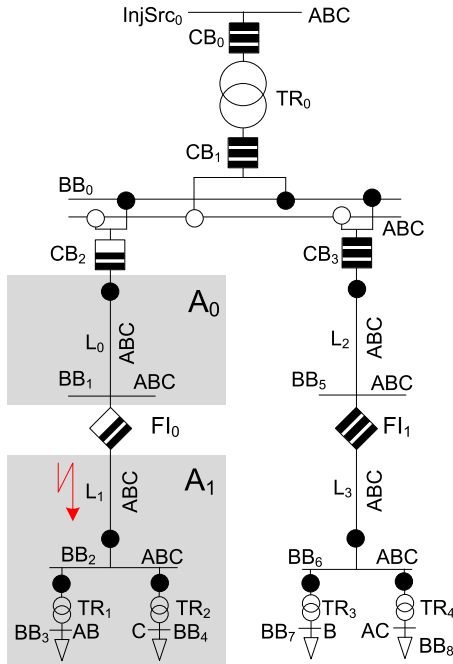 InjSrc₀ ABC
CB₀
TR₀
CB₁
BB₀
ABC
CB₂ CB₃
A₀
L₀ ABC L₂ ABC
BB₁ ABC BB₅ ABC
FI₀ FI₁
A₁
L₁ ABC L₃ ABC
BB₂ ABC BB₆ ABC
TR₁ TR₂ TR₃ TR₄
BB₃ AB C BB₄ BB₇ B AC BB₈